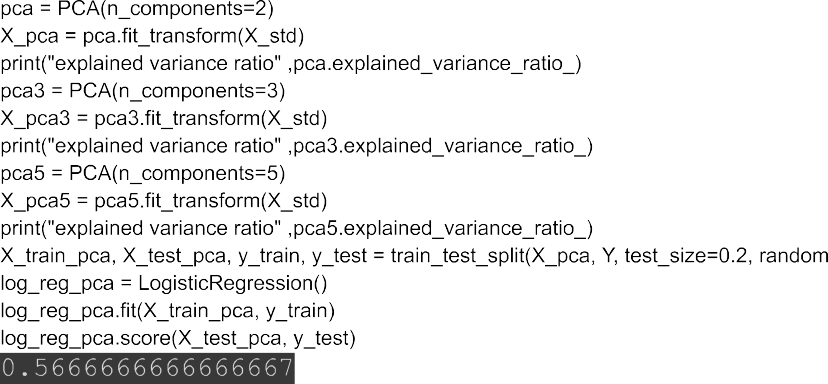 pca = PCA(n_components=2)
X_pca = pca.fit_transform(X_std)
print("explained variance ratio" ,pca.explained_variance_ratio_)
pca3 = PCA(n_components=3)
X_pca3 = pca3.fit_transform(X_std)
print("explained variance ratio" ,pca3.explained_variance_ratio_)
pca5 = PCA(n_components=5)
X_pca5 = pca5.fit_transform(X_std)
print("explained variance ratio" ,pca5.explained_variance_ratio_)
X_train_pca, X_test_pca, y_train, y_test = train_test_split(X_pca, Y, test_size=0.2, random
log_reg_pca = LogisticRegression()
log_reg_pca.fit(X_train_pca, y_train)
log_reg_pca.score(X_test_pca, y_test)
0.5666666666666667